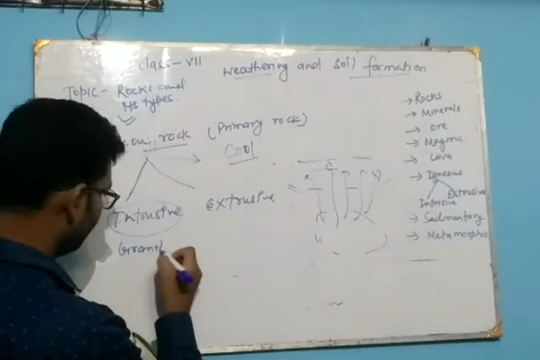 class - VII
weathering and soil formation
Topic - Rocks and
its types.
rock (Primary rock)
Cool
Intrusive
extrusive
Granit
→ Rocks
→ Minerals
→ Ore
→ Magma
→ Lava
→ Igneous
Extrusive
Intrusive
→ Sedimentary
→ Metamorphic